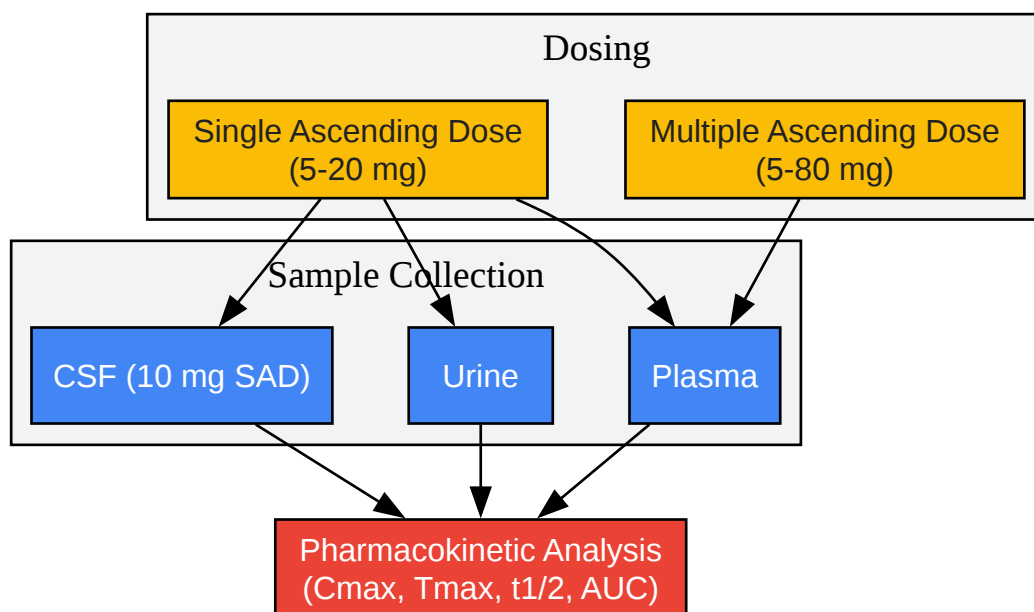 Dosing
Single Ascending Dose
(5-20 mg)
Multiple Ascending Dose
(5-80 mg)
Sample Collection
CSF (10 mg SAD)
Urine
Plasma
Pharmacokinetic Analysis
(Cmax, Tmax, t1/2, AUC)